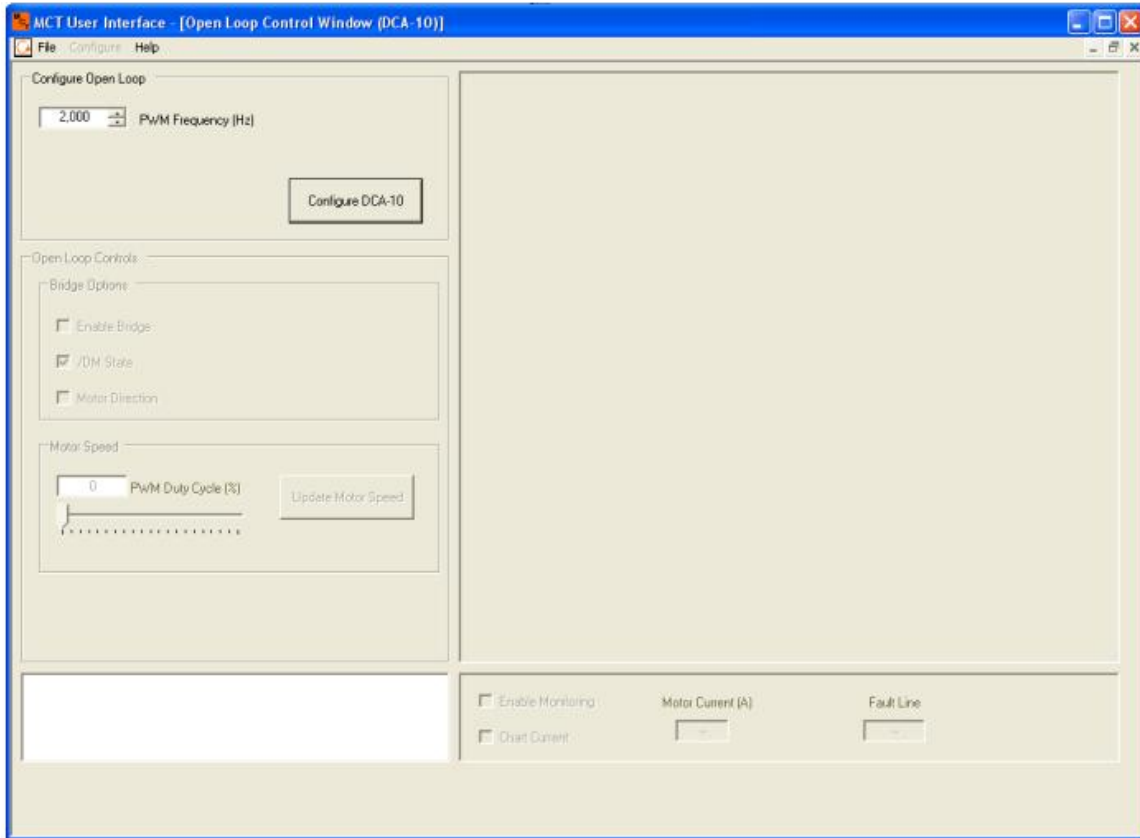 MCT User Interface - [Open Loop Control Window (DCA-10)]
File Configure Help
Configure Open Loop
2,000 PWM Frequency (Hz)
Configure DCA-10
Open Loop Controls
Bridge Options
Enable Bridge
/DM State
Motor Direction
Motor Speed
0 PWM Duty Cycle (%)
Update Motor Speed
Enable Monitoring
Chart Current
Motor Current (A)
-
Fault Line
-